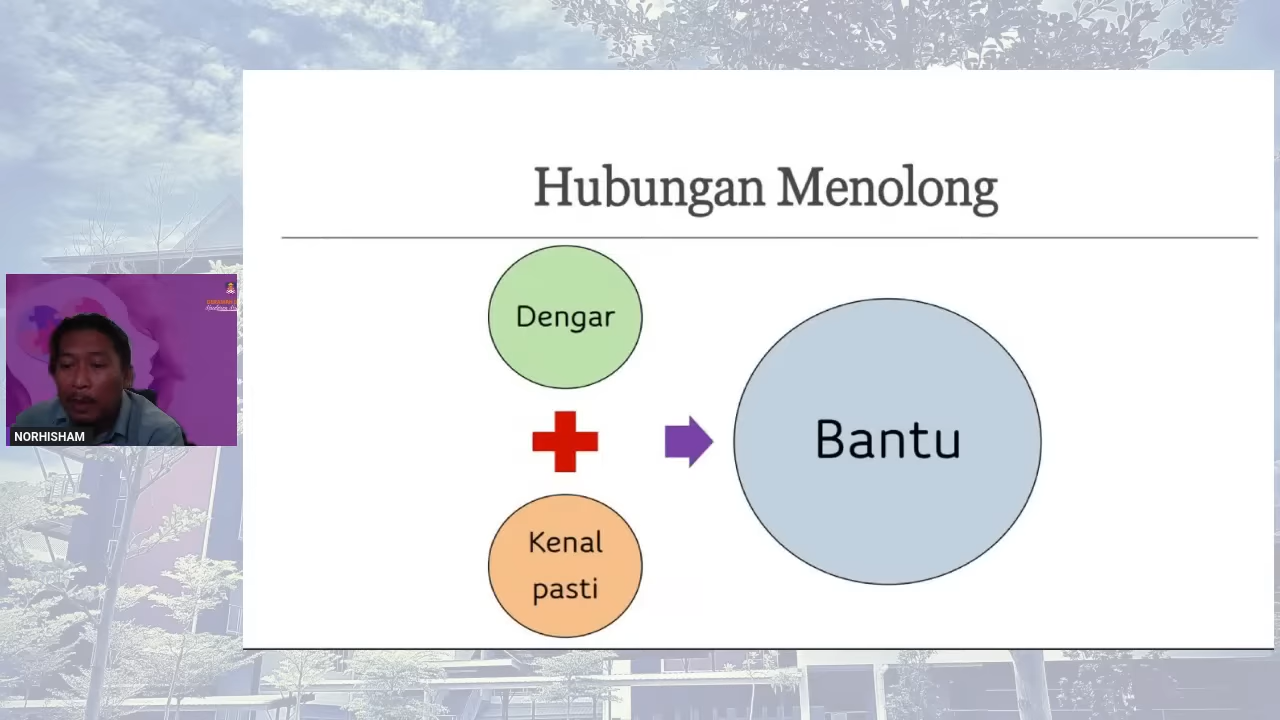 Hubungan Menolong
Dengar
Kenal
pasti
Bantu
NORHISHAM